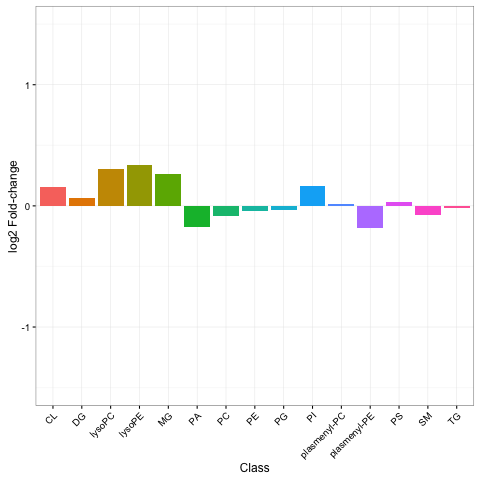 log2 Fold-change
1
0
-1
CL
DG
lysoPC
lysoPE
MG
PA
PC
PE
PG
PI
plasmenyl-PC
plasmenyl-PE
PS
SM
TG
Class